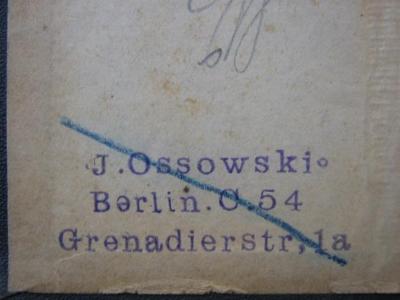 J. Ossowski
Berlin.C.54
Grenadierstr,1a